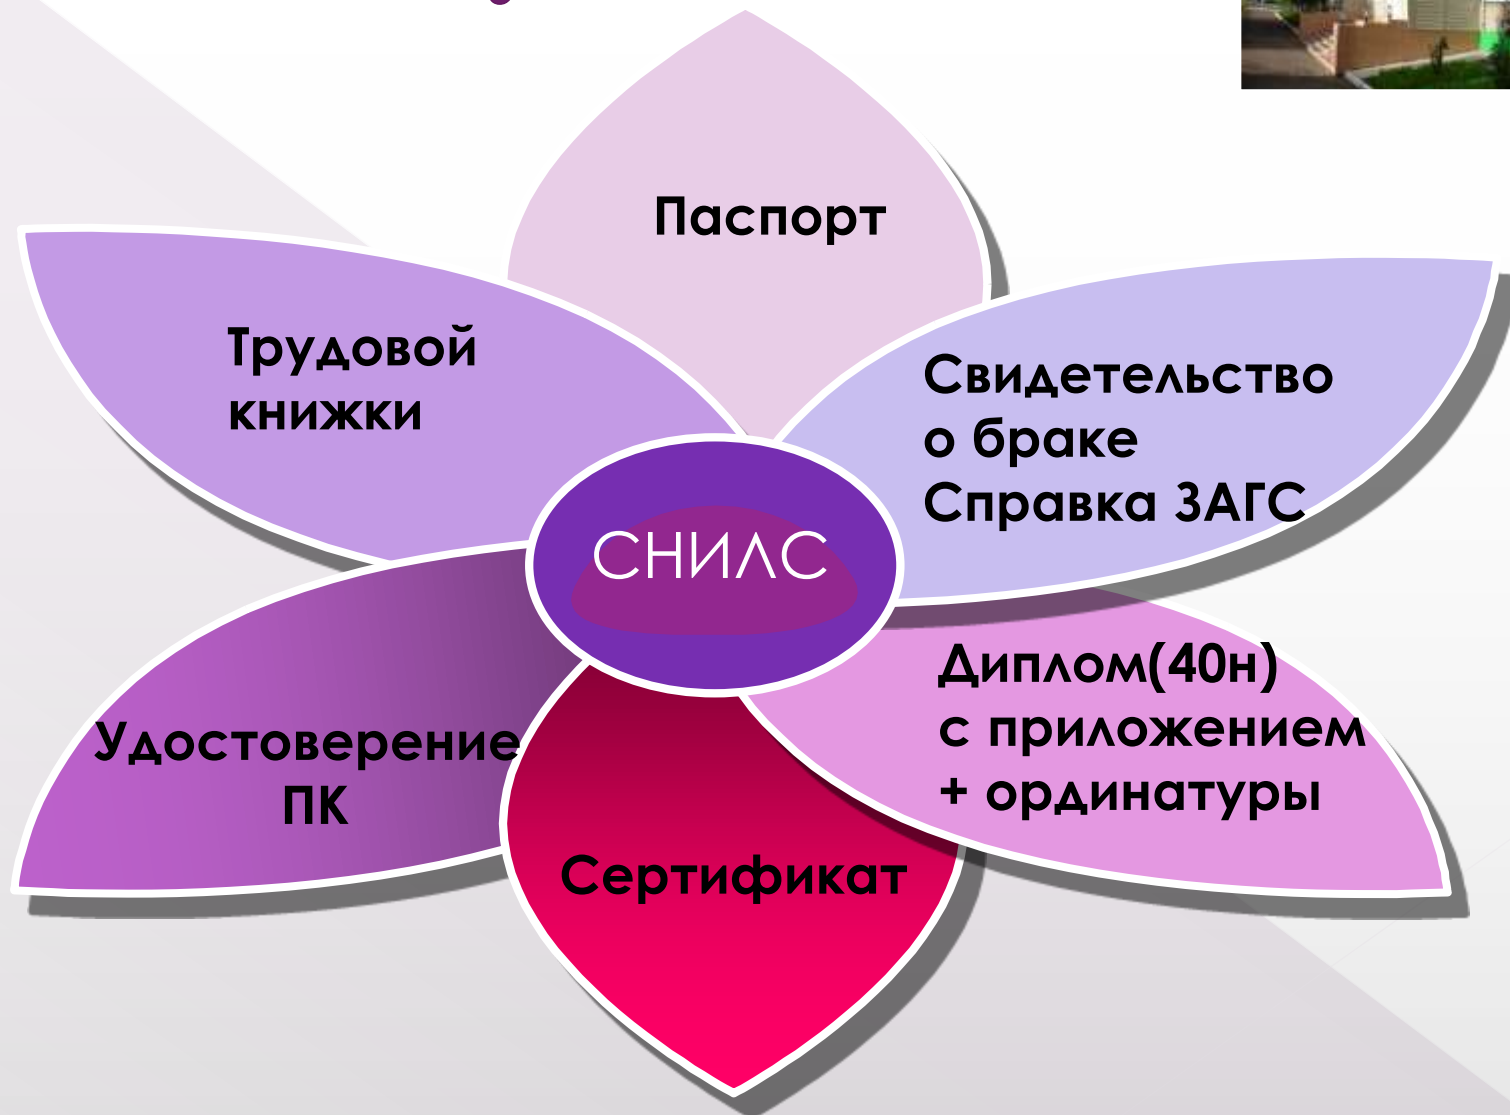 Паспорт
Трудовой
книжки
Свидетельство
о браке
Справка ЗАГС
СНИЛС
Диплом(40н)
с приложением
+ ординатуры
Удостоверение
ПК
Сертификат